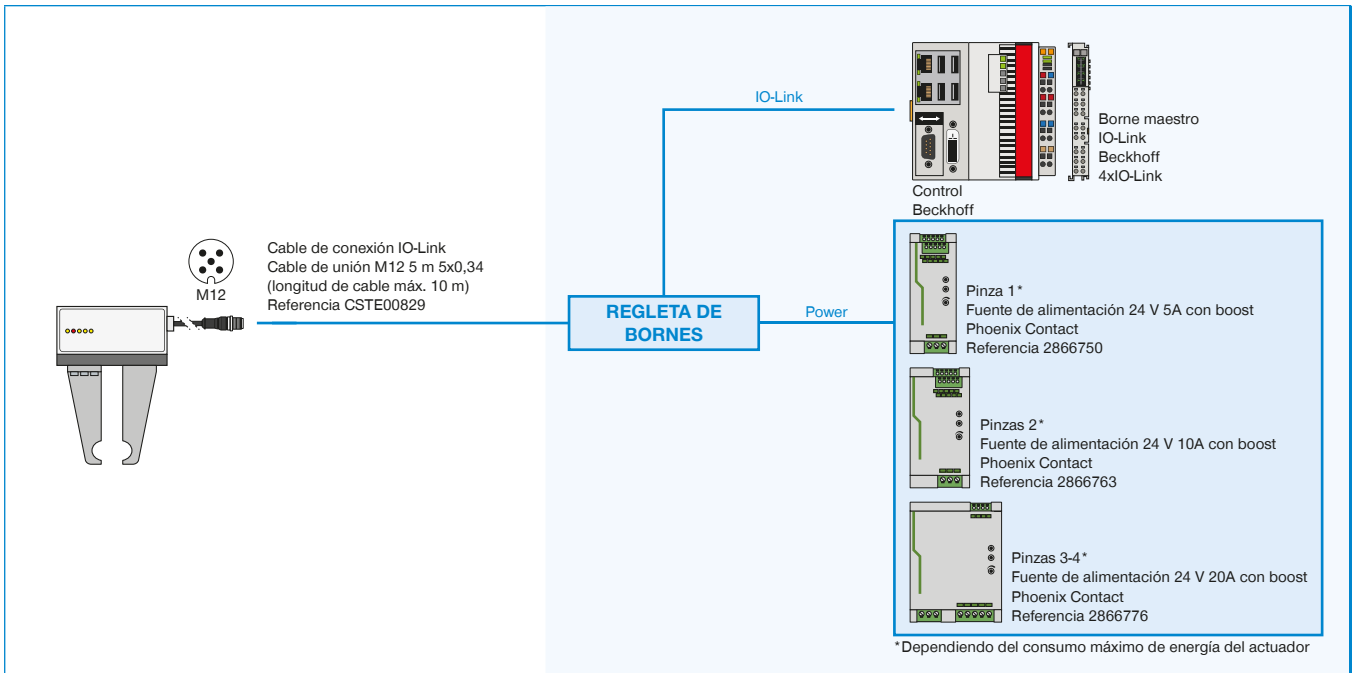 IO-Link
Borne maestro
IO-Link
Beckhoff
4xIO-Link
Control
Beckhoff
M12
Cable de conexión IO-Link
Cable de unión M12 5 m 5x0,34
(longitud de cable máx. 10 m)
Referencia CSTE00829
REGLETA DE
BORNES
Power
Pinza 1*
Fuente de alimentación 24 V 5A con boost
Phoenix Contact
Referencia 2866750
Pinzas 2*
Fuente de alimentación 24 V 10A con boost
Phoenix Contact
Referencia 2866763
Pinzas 3-4*
Fuente de alimentación 24 V 20A con boost
Phoenix Contact
Referencia 2866776
*Dependiendo del consumo máximo de energía del actuador